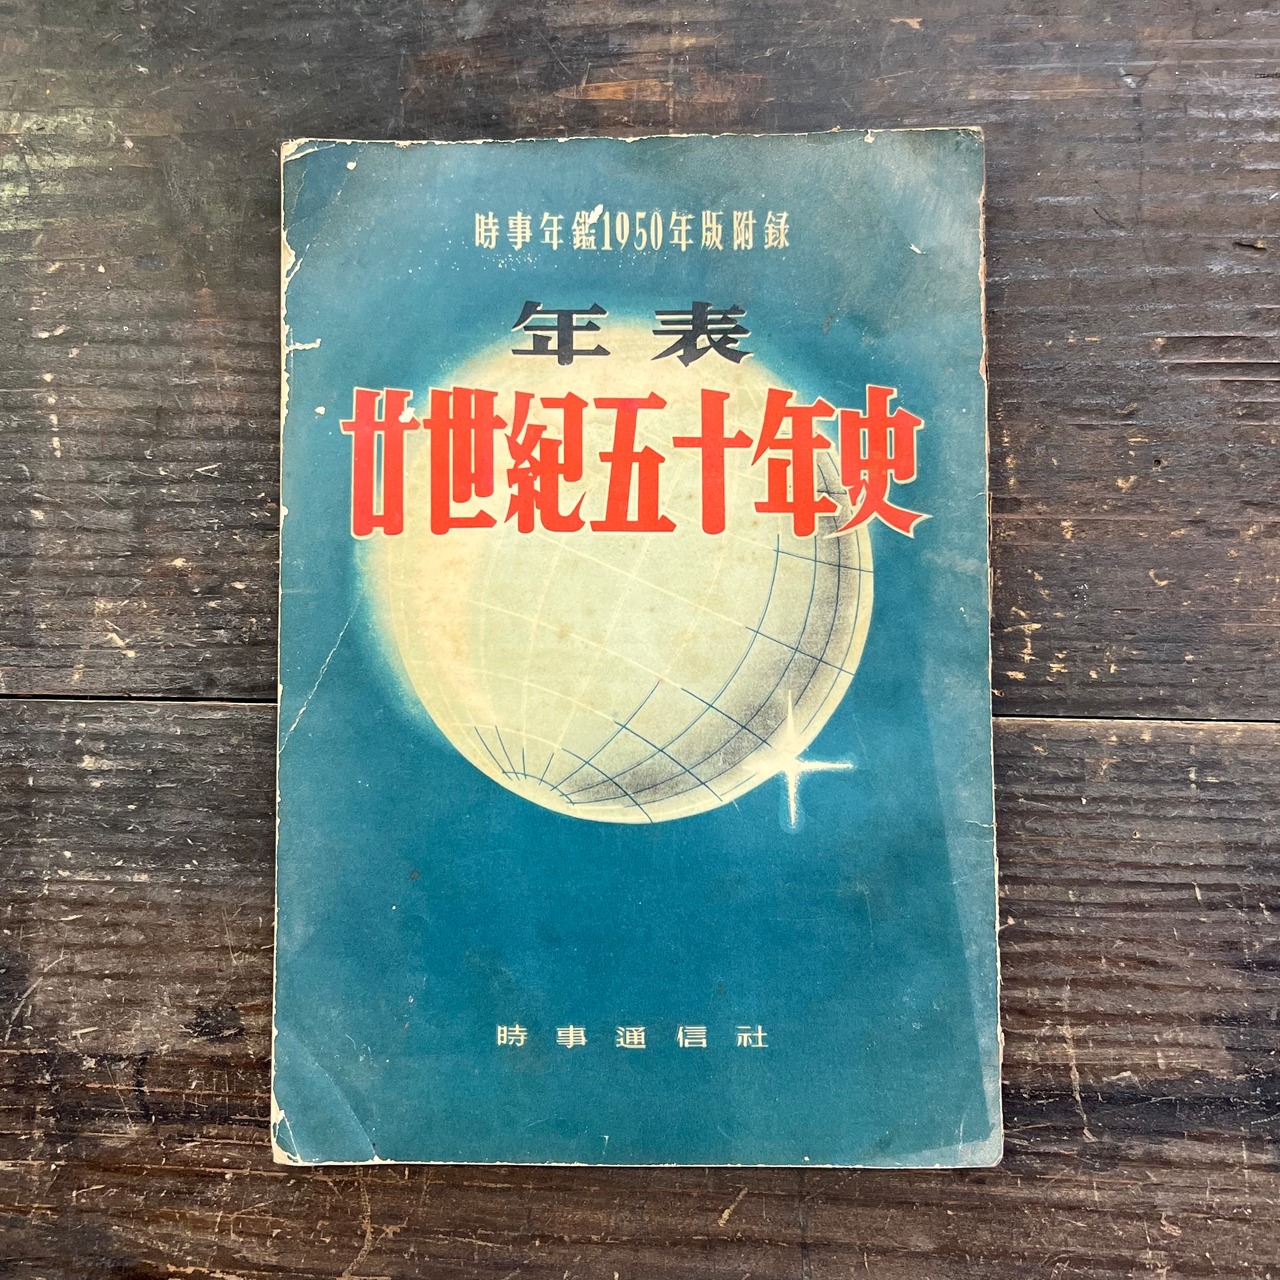 時事年鑑1950年版附録
年表
廿世紀五十年史
時事通信社